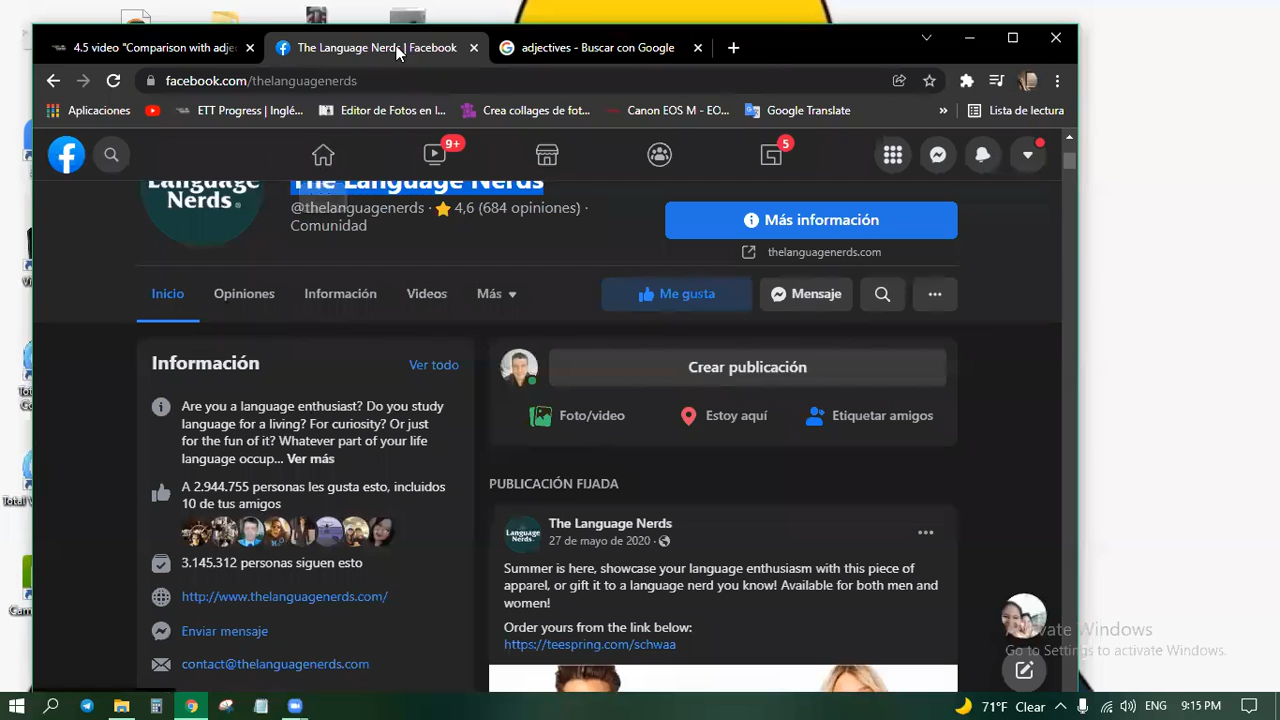 4.5 video "Comparison with adje
The Language Nerds | Facebook
adjectives - Buscar con Google
facebook.com/thelanguagenerds
Aplicaciones
ETT Progress | Inglé...
Editor de Fotos en l...
Crea collages de fot...
Canon EOS M - EO...
Google Translate
»
Lista de lectura
9+
5
The Language Nerds
Language
Nerds.
@thelanguagenerds · 4,6 (684 opiniones) ·
Comunidad
Más información
thelanguagenerds.com
Inicio
Opiniones
Información
Videos
Más
Me gusta
Mensaje
Información
Ver todo
Are you a language enthusiast? Do you study
language for a living? For curiosity? Or just
for the fun of it? Whatever part of your life
language occup... Ver más
A 2.944.755 personas les gusta esto, incluidos
10 de tus amigos
3.145.312 personas siguen esto
http://www.thelanguagenerds.com/
Enviar mensaje
contact@thelanguagenerds.com
Crear publicación
Foto/video
Estoy aquí
Etiquetar amigos
PUBLICACIÓN FIJADA
Language
Nerds.
The Language Nerds
27 de mayo de 2020 ·
Summer is here, showcase your language enthusiasm with this piece of
apparel, or gift it to a language nerd you know! Available for both men and
women!
Order yours from the link below:
https://teespring.com/schwaa
Activate Windows
Go to Settings to activate Windows.
71°F Clear
ENG
9:15 PM